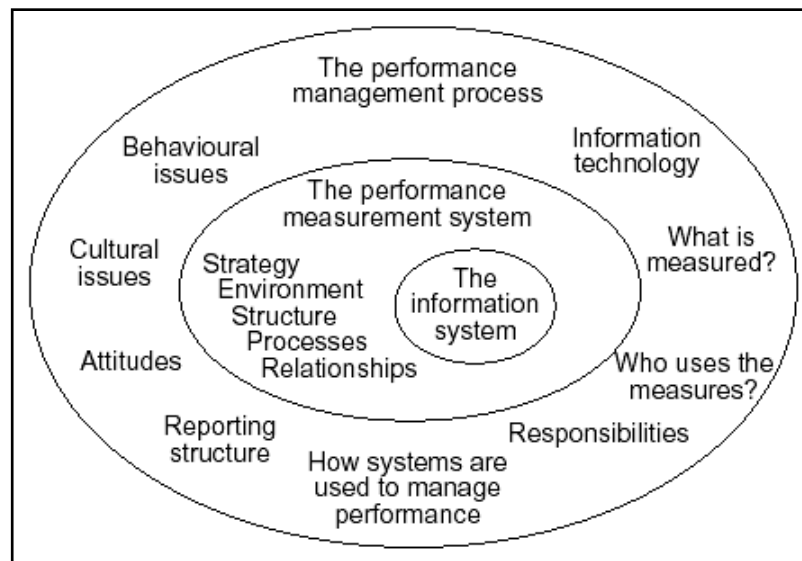 The performance
management process
Information
technology
Behavioural
issues
The performance
measurement system
What is
measured?
Cultural
issues
Strategy
Environment
Structure
Processes
Relationships
The
information
system
Attitudes
Who uses the
measures?
Reporting
structure
Responsibilities
How systems are
used to manage
performance